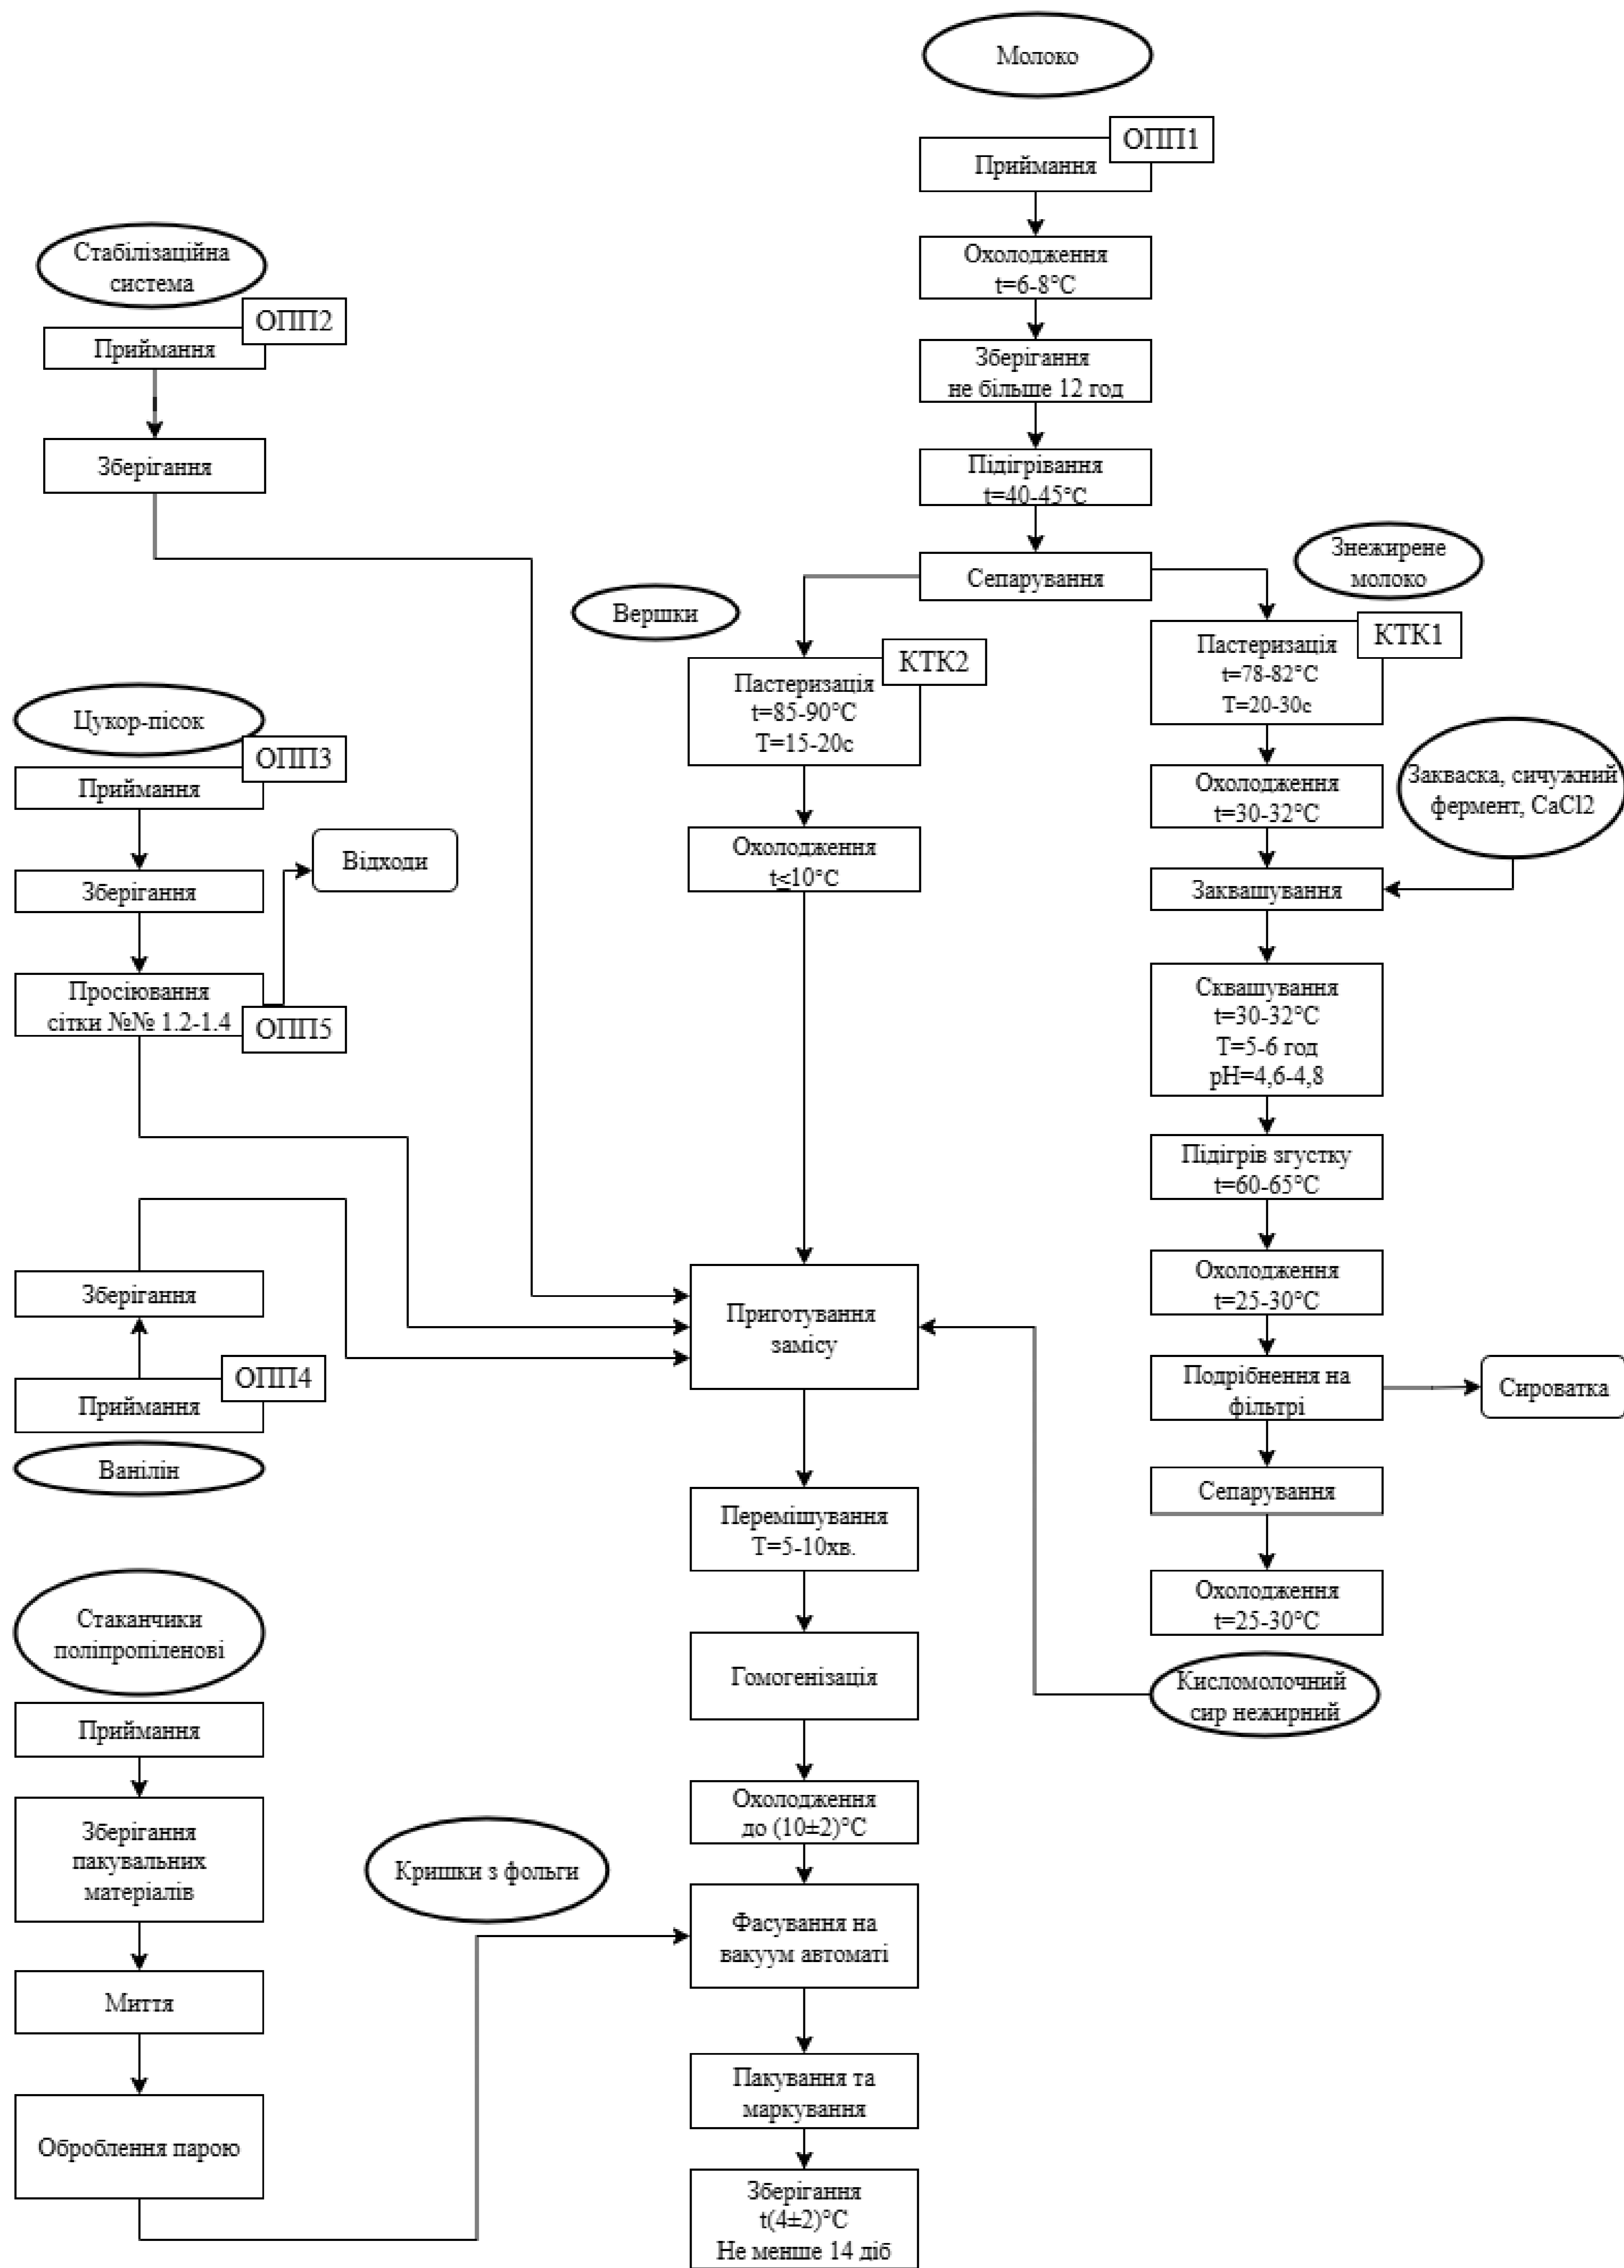 Молоко
ОПП1
Приймання
Охолодження
t=6-8°C
Зберігання
не більше 12 год
Підігрівання
t=40-45°C
Сепарування
Стабілізаційна
система
ОПП2
Приймання
Зберігання
Вершки
КТК2
Пастеризація
t=85-90°C
Т=15-20с
Охолодження
t≤10°C
Знежирене
молоко
КТК1
Пастеризація
t=78-82°C
Т=20-30с
Охолодження
t=30-32°C
Закваска, сичужний
фермент, CaCl2
Заквашування
Сквашування
t=30-32°C
Т=5-6 год
pH=4,6-4,8
Підігрів згустку
t=60-65°C
Охолодження
t=25-30°C
Подрібнення на
фільтрі
Сироватка
Сепарування
Охолодження
t=25-30°C
Кисломолочний
сир нежирний
Цукор-пісок
ОПП3
Приймання
Зберігання
Відходи
Просіювання
сітки №№ 1.2-1.4
ОПП5
Зберігання
ОПП4
Приймання
Ванілін
Приготування
замісу
Перемішування
Т=5-10хв.
Гомогенізація
Охолодження
до (10±2)°C
Стаканчики
поліпропіленові
Приймання
Зберігання
пакувальних
матеріалів
Миття
Оброблення парою
Кришки з фольги
Фасування на
вакуум автоматі
Пакування та
маркування
Зберігання
t(4±2)°C
Не менше 14 діб